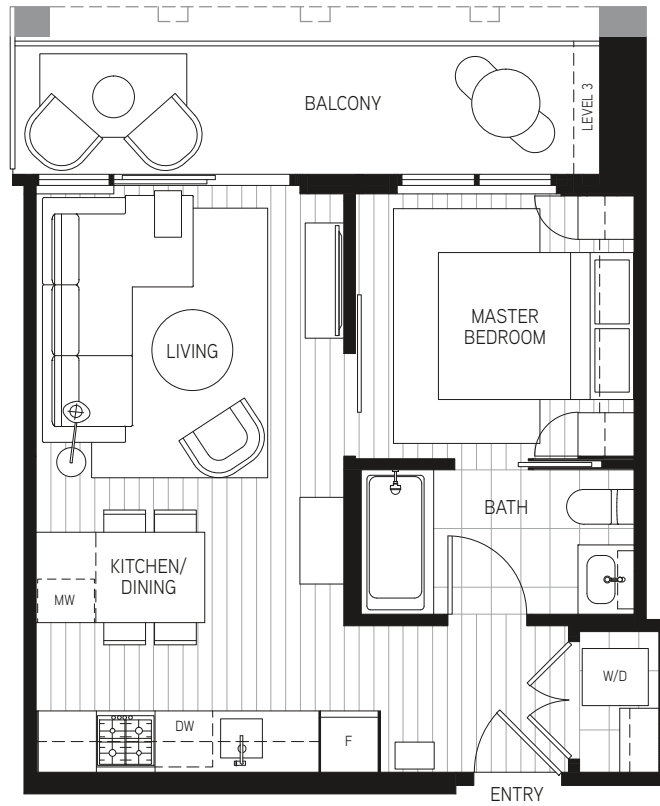 BALCONY
LEVEL 3
LIVING
MASTER
BEDROOM
BATH
KITCHEN/
DINING
MW
W/D
DW
F
ENTRY